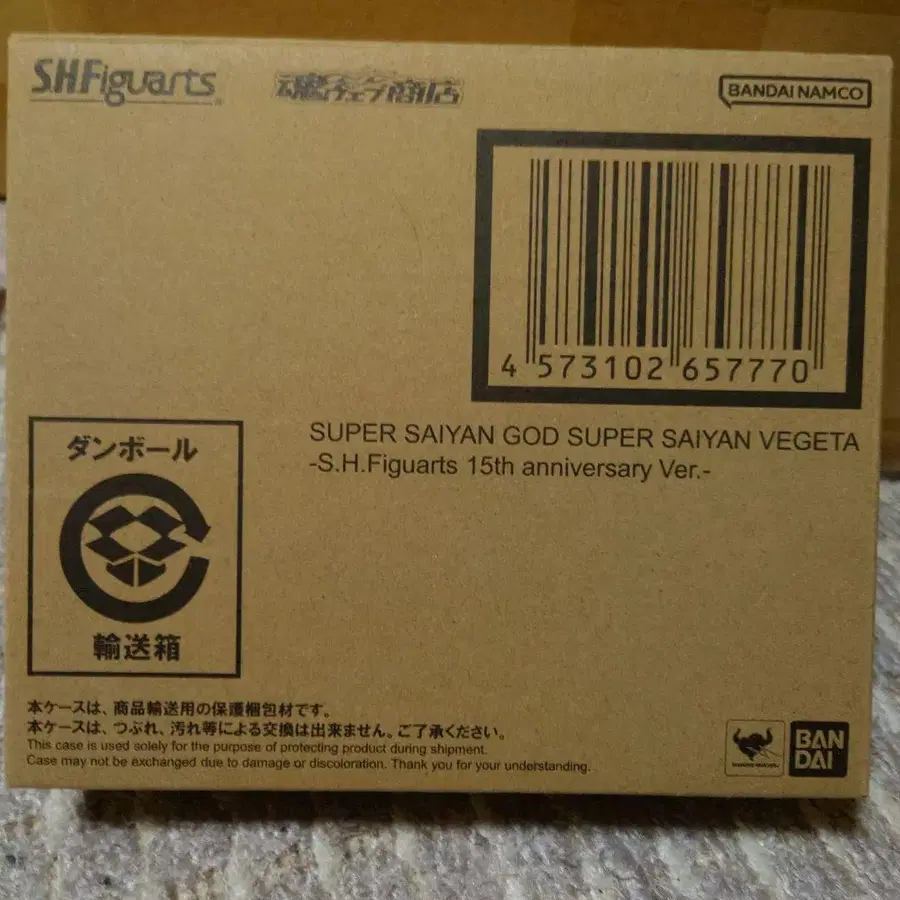 S.H.Figuarts
魂ウェブ商店
BANDAI NAMCO
4 573102 657770
SUPER SAIYAN GOD SUPER SAIYAN VEGETA
-S.H.Figuarts 15th anniversary Ver.-
ダンボール
輸送箱
本ケースは、商品輸送用の保護梱包材です。
本ケースは、つぶれ、汚れ等による交換は出来ません。ご了承ください。
This case is used solely for the purpose of protecting product during shipment.
Case may not be exchanged due to damage or discoloration. Thank you for your understanding.
BAN
DAI